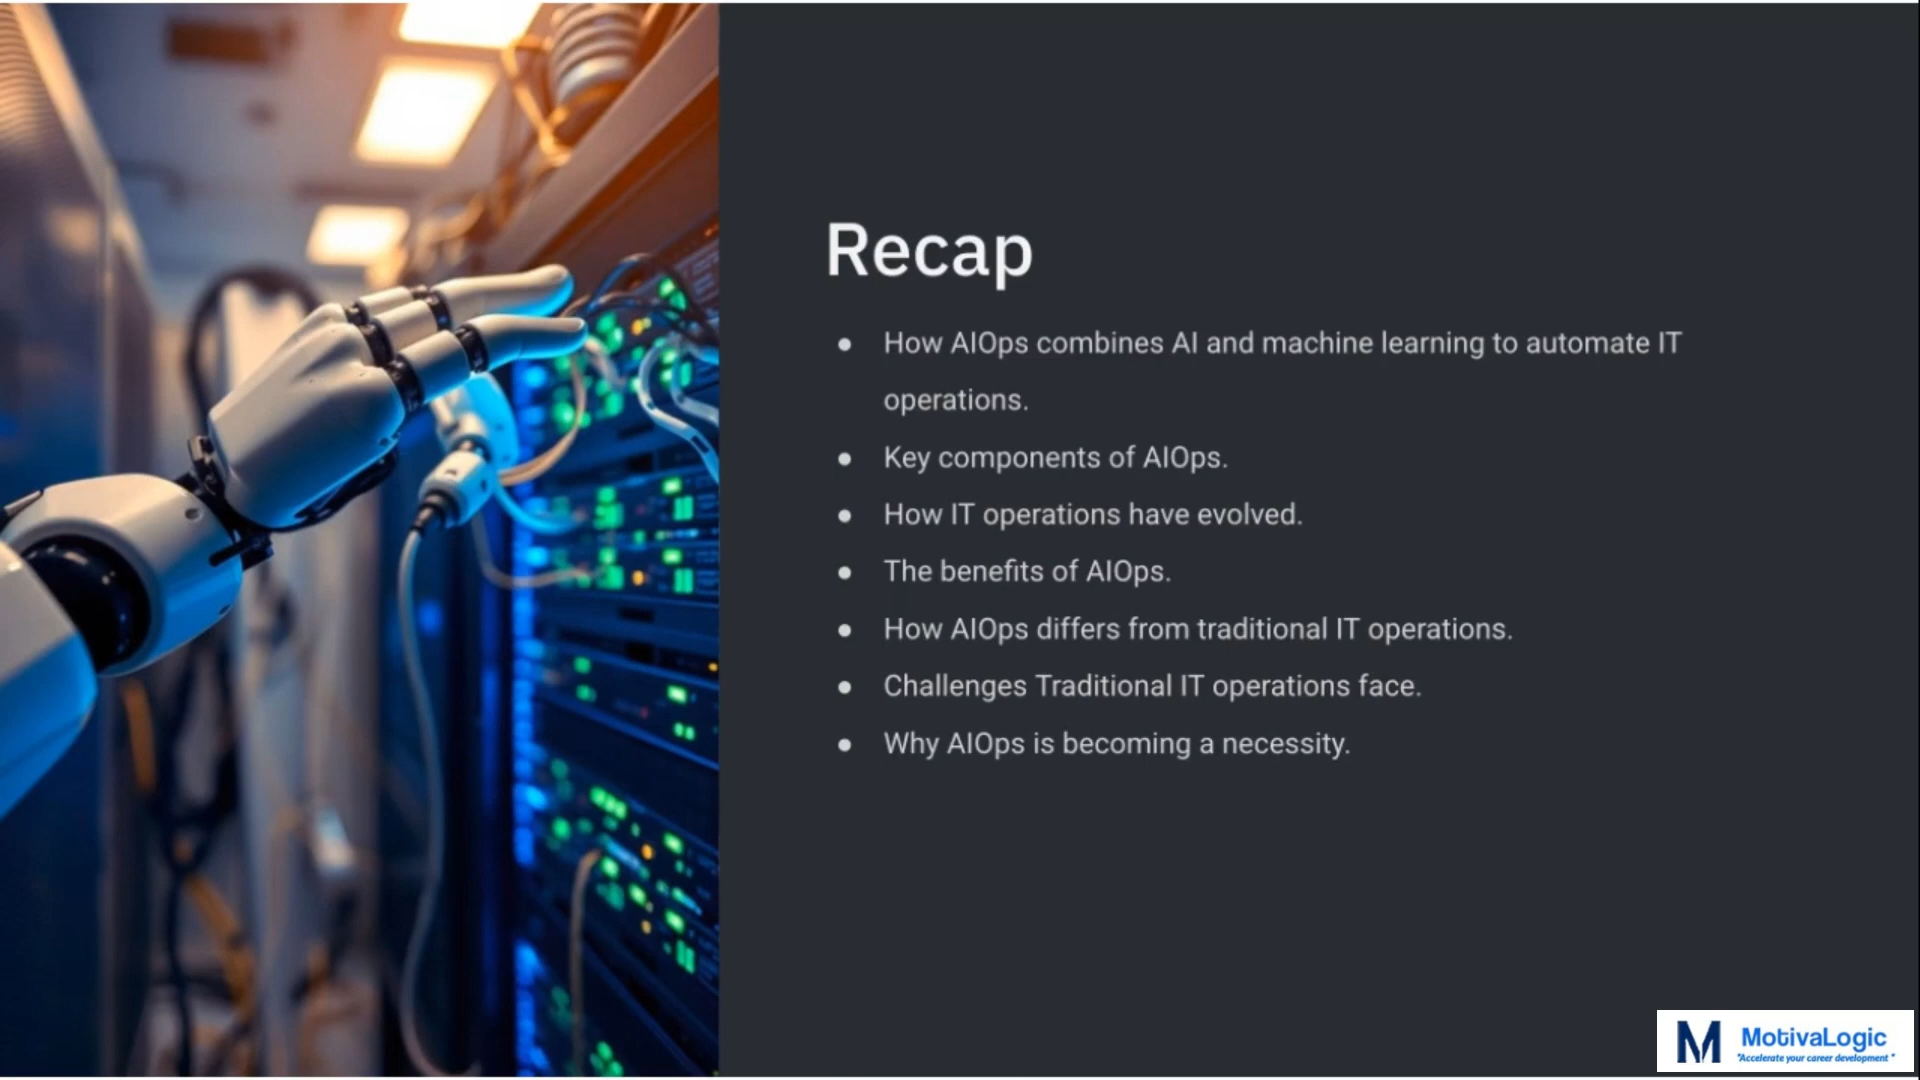 Recap
● How AIOps combines AI and machine learning to automate IT
operations.
● Key components of AIOps.
● How IT operations have evolved.
● The benefits of AIOps.
● How AIOps differs from traditional IT operations.
● Challenges Traditional IT operations face.
● Why AIOps is becoming a necessity.
M MotivaLogic
"Accelerate your career development "